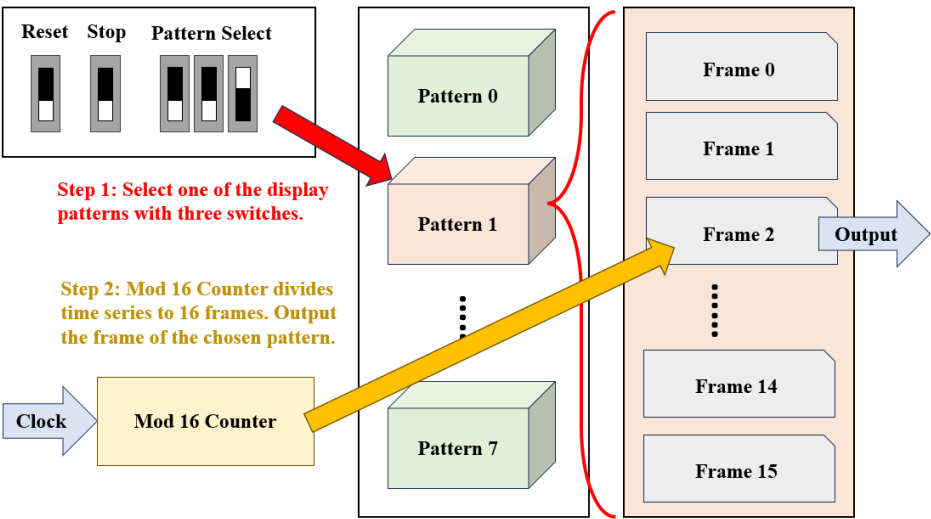 Reset
Stop
Pattern Select
Step 1: Select one of the display
patterns with three switches.
Step 2: Mod 16 Counter divides
time series to 16 frames. Output
the frame of the chosen pattern.
Clock
Mod 16 Counter
Pattern 0
Pattern 1
Pattern 7
Frame 0
Frame 1
Frame 2
Frame 14
Frame 15
Output